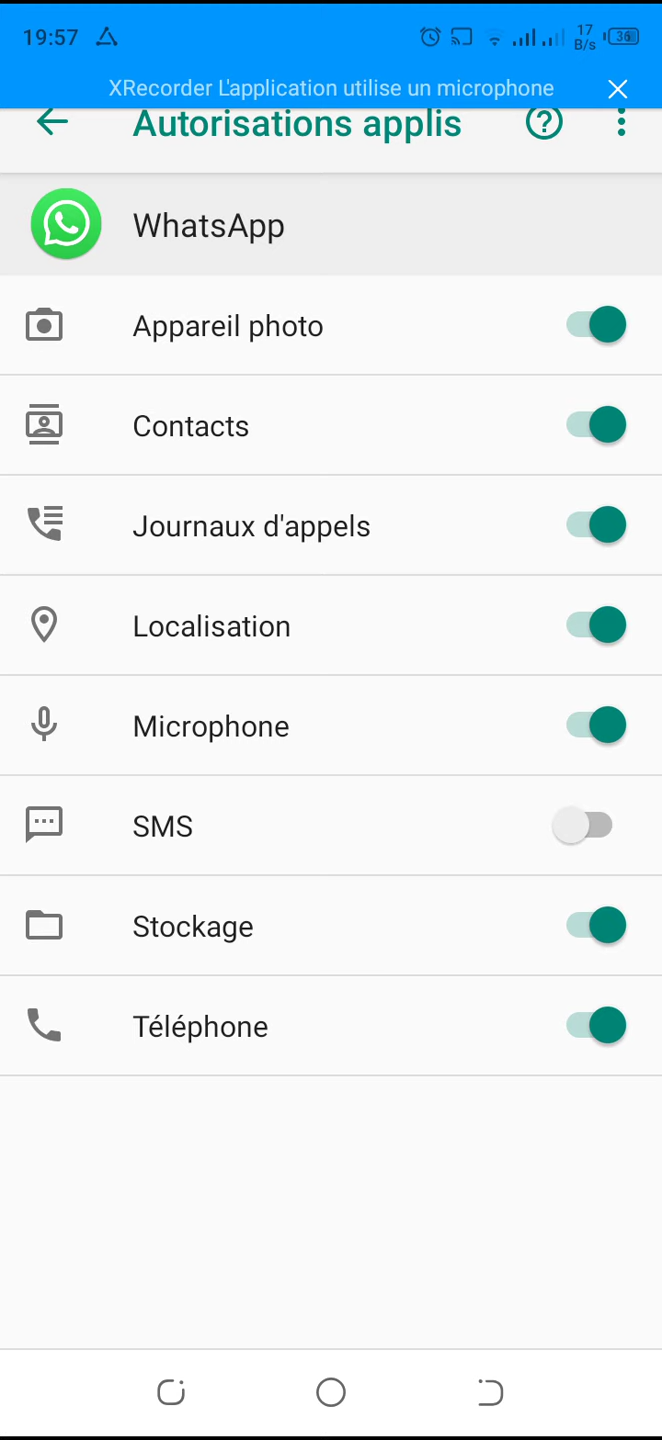 19:57
17
B/s
36
XRecorder L'application utilise un microphone
Autorisations applis
WhatsApp
Appareil photo
Contacts
Journaux d'appels
Localisation
Microphone
SMS
Stockage
Téléphone